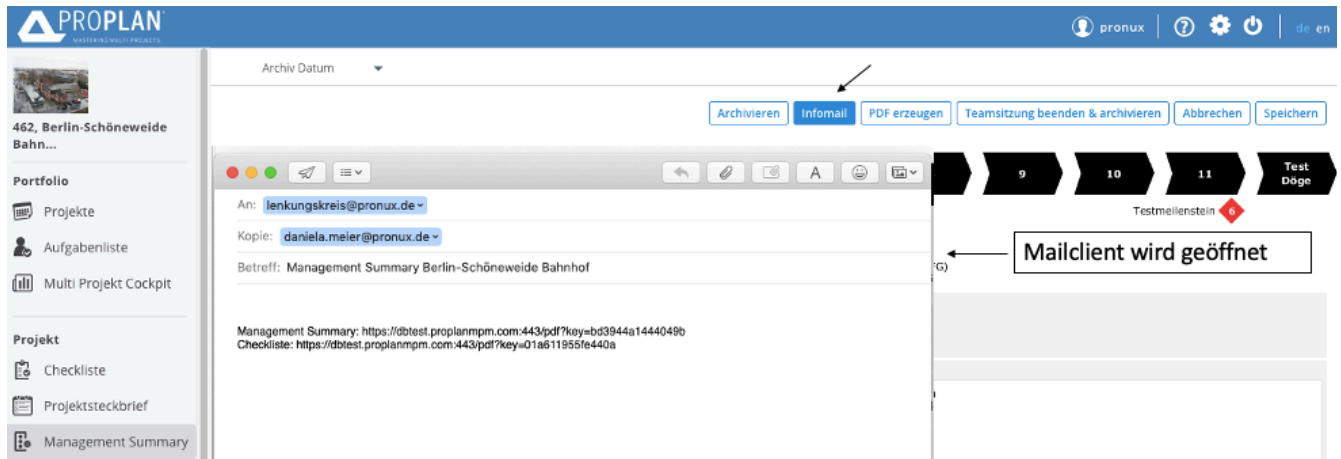 PROPLAN
MASTERING MULTI PROJECTS
pronux
de en
462, Berlin-Schöneweide
Bahn...
Portfolio
Projekte
Aufgabenliste
Multi Projekt Cockpit
Projekt
Checkliste
Projektsteckbrief
Management Summary
Archiv Datum
Archivieren
Infomail
PDF erzeugen
Teamsitzung beenden & archivieren
Abbrechen
Speichern
9
10
11
Test
Döge
Testmeilenstein 6
An: lenkungskreis@pronux.de
Kopie: daniela.meier@pronux.de
Betreff: Management Summary Berlin-Schöneweide Bahnhof
Management Summary: https://dbtest.proplanmpm.com:443/pdf?key=bd3944a1444049b
Checkliste: https://dbtest.proplanmpm.com:443/pdf?key=01a611955fe440a
A
G)
Mailclient wird geöffnet